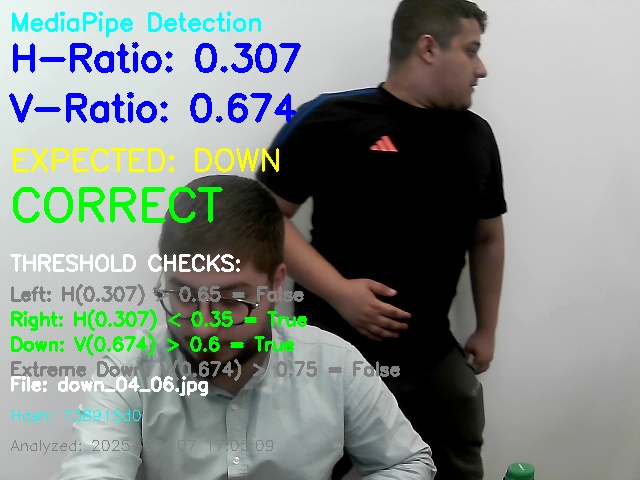 MediaPipe Detection
H-Ratio: 0.307
V-Ratio: 0.674
EXPECTED: DOWN
CORRECT
THRESHOLD CHECKS:
Left: H(0.307) > 0.65 = False
Right: H(0.307) < 0.35 = True
Down: V(0.674) > 0.6 = True
Extreme Down: V(0.674) > 0.75 = False
File: down_04_06.jpg
Hash:
Analyzed: